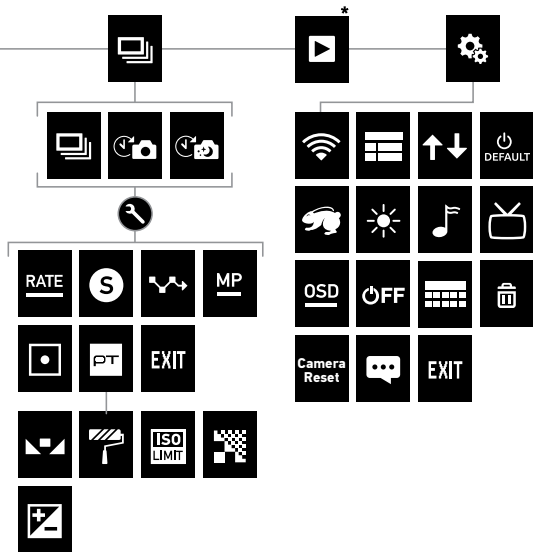 *
DEFAULT
RATE
S
MP
OSD
OFF
PT
EXIT
Camera
Reset
EXIT
ISO
LIMIT